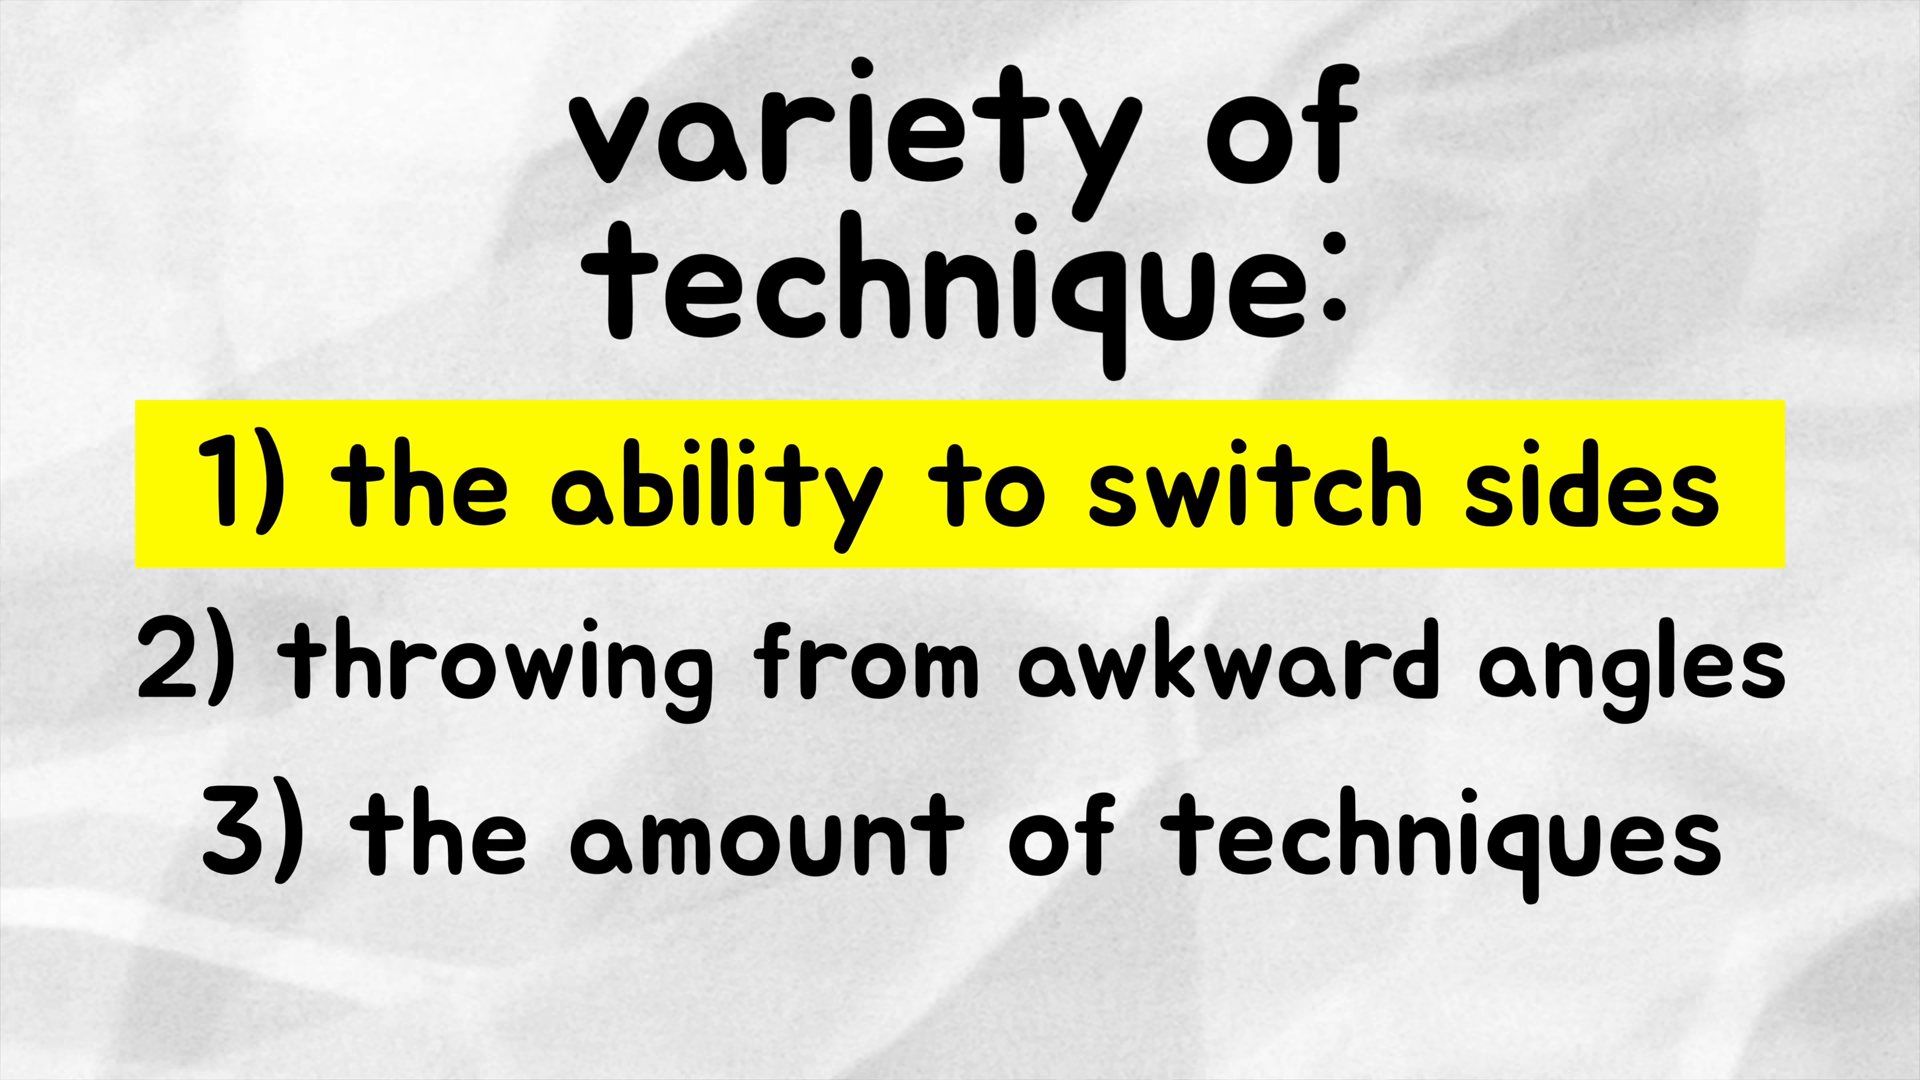 variety of
technique:
1) the ability to switch sides
2) throwing from awkward angles
3) the amount of techniques